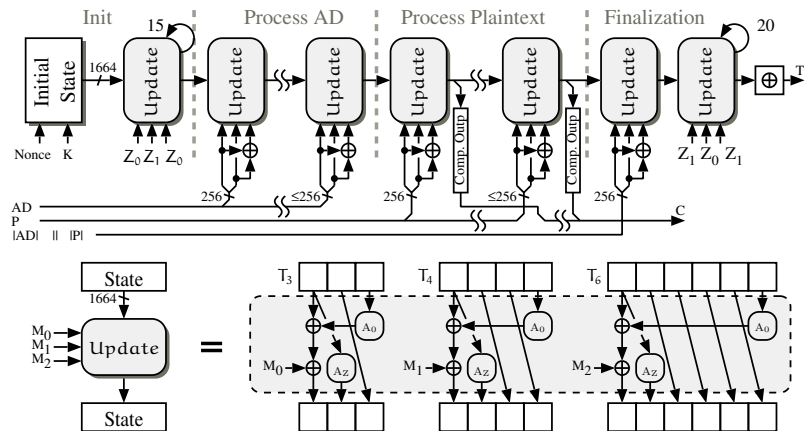 Init Process AD Process Plaintext Finalization
15 20
Initial State
1664
Update Update Update Update Update Update Update
T
Nonce K
Z0 Z1 Z0
Comp. Outp Comp. Outp
Z1 Z0 Z1
256 ≤256 256 ≤256 256
AD
P
C
|AD| || |P|
State
1664
M0
M1
M2
Update
State
=
T3 T4 T6
A0 A0 A0
M0 M1 M2
AZ AZ AZ